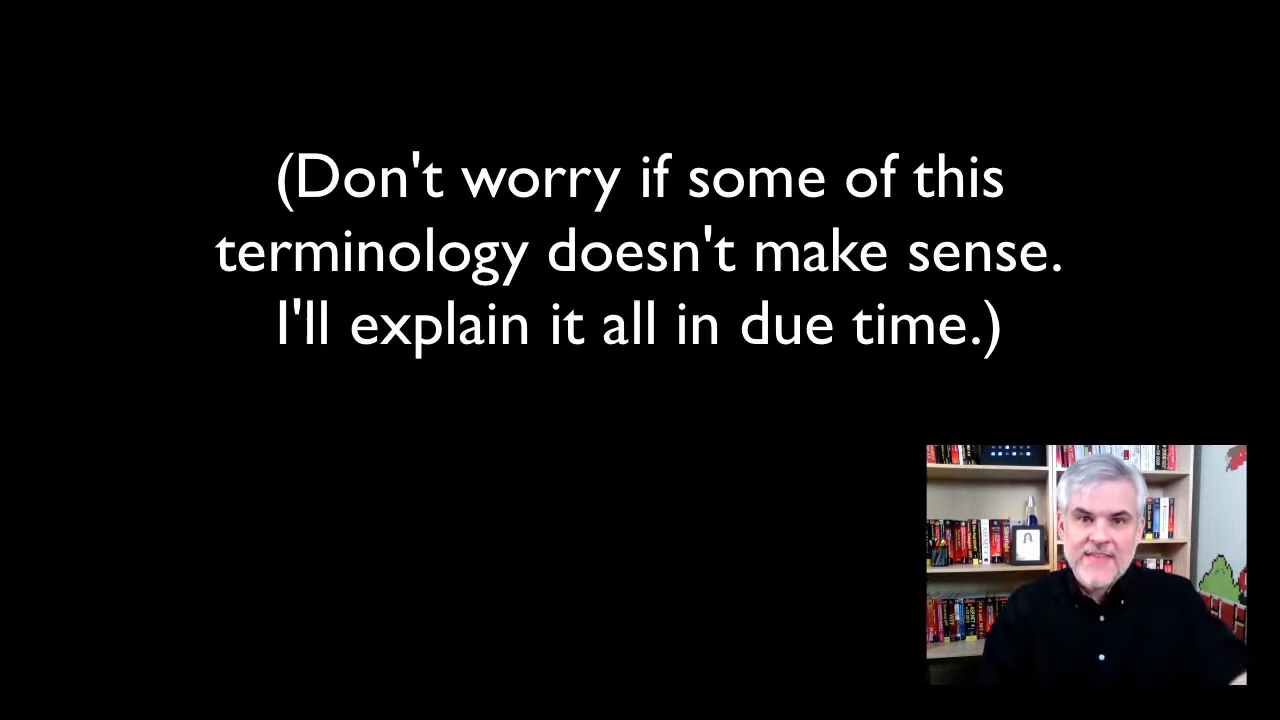 (Don't worry if some of this
terminology doesn't make sense.
I'll explain it all in due time.)